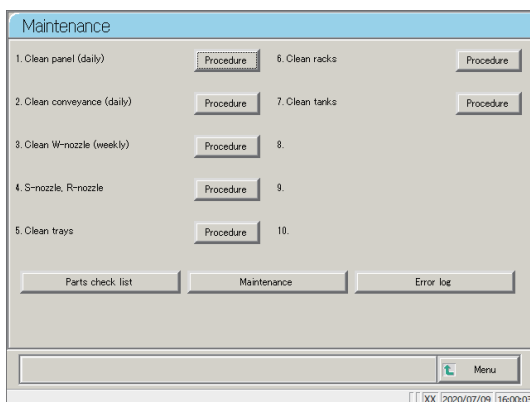 Maintenance
1. Clean panel (daily) Procedure 6. Clean racks Procedure
2. Clean conveyance (daily) Procedure 7. Clean tanks Procedure
3. Clean W-nozzle (weekly) Procedure 8.
4. S-nozzle, R-nozzle Procedure 9.
5. Clean trays Procedure 10.
Parts check list Maintenance Error log
Menu
XX 2020/07/09